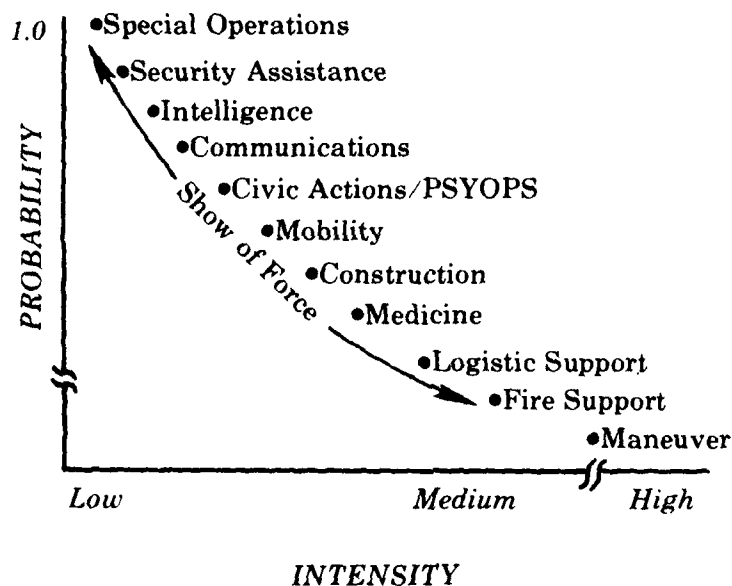 1.0
Special Operations
Security Assistance
Intelligence
Communications
Civic Actions/PSYOPS
Mobility
Construction
Medicine
Logistic Support
Fire Support
Maneuver
Show of Force
PROBABILITY
Low Medium High
INTENSITY